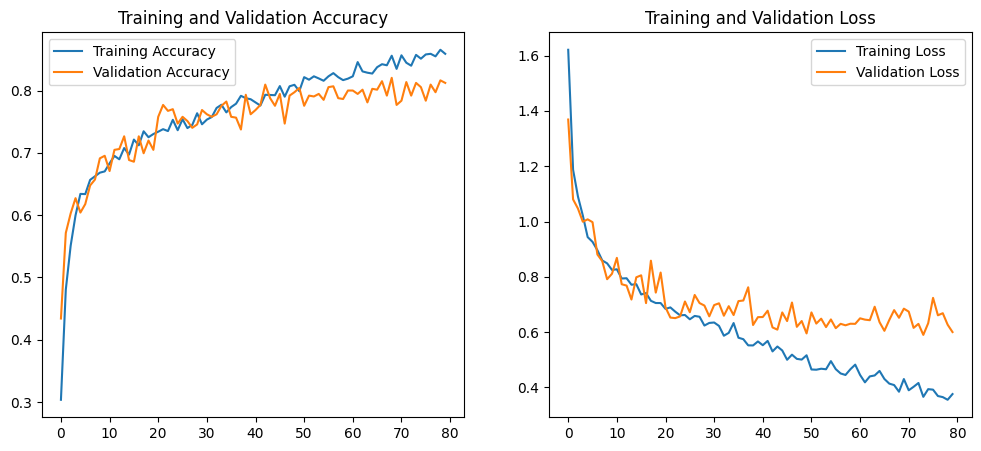 Training and Validation Accuracy
Training Accuracy
Validation Accuracy
0.8
0.7
0.6
0.5
0.4
0.3
0 10 20 30 40 50 60 70 80
Training and Validation Loss
Training Loss
Validation Loss
1.6
1.4
1.2
1.0
0.8
0.6
0.4
0 10 20 30 40 50 60 70 80